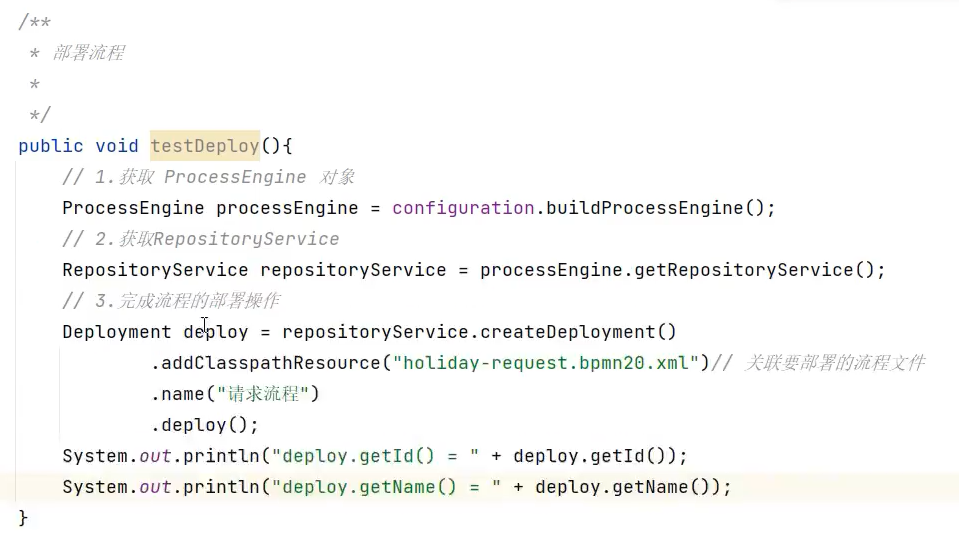 /**
 * 部署流程
 *
 */
public void testDeploy(){
    // 1.获取 ProcessEngine 对象
    ProcessEngine processEngine = configuration.buildProcessEngine();
    // 2.获取RepositoryService
    RepositoryService repositoryService = processEngine.getRepositoryService();
    // 3.完成流程的部署操作
    Deployment deploy = repositoryService.createDeployment()
            .addClasspathResource("holiday-request.bpmn20.xml")// 关联要部署的流程文件
            .name("请求流程")
            .deploy();
    System.out.println("deploy.getId() = " + deploy.getId());
    System.out.println("deploy.getName() = " + deploy.getName());
}